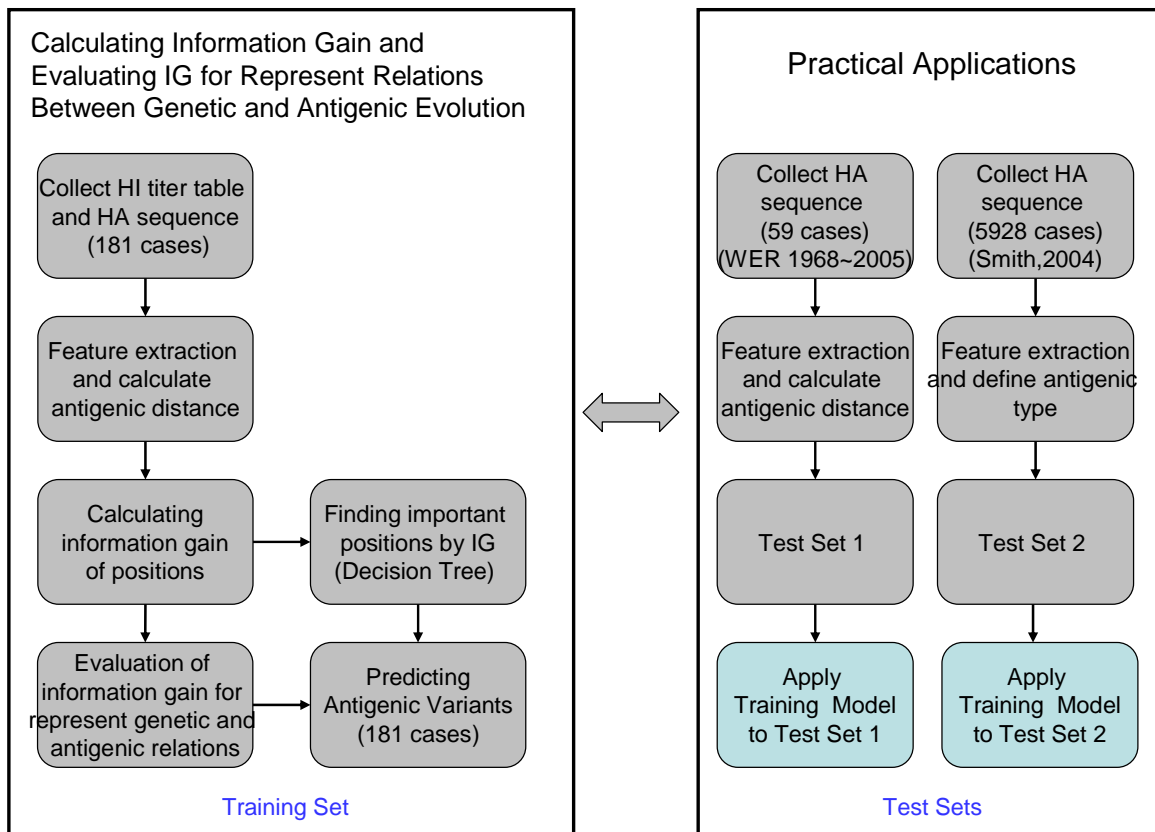 Calculating Information Gain and
Evaluating IG for Represent Relations
Between Genetic and Antigenic Evolution
Collect HI titer table
and HA sequence
(181 cases)
Feature extraction
and calculate
antigenic distance
Calculating
information gain
of positions
Finding important
positions by IG
(Decision Tree)
Evaluation of
information gain for
represent genetic and
antigenic relations
Predicting
Antigenic Variants
(181 cases)
Training Set
Practical Applications
Collect HA
sequence
(59 cases)
(WER 1968~2005)
Feature extraction
and calculate
antigenic distance
Test Set 1
Apply
Training Model
to Test Set 1
Collect HA
sequence
(5928 cases)
(Smith,2004)
Feature extraction
and define antigenic
type
Test Set 2
Apply
Training Model
to Test Set 2
Test Sets